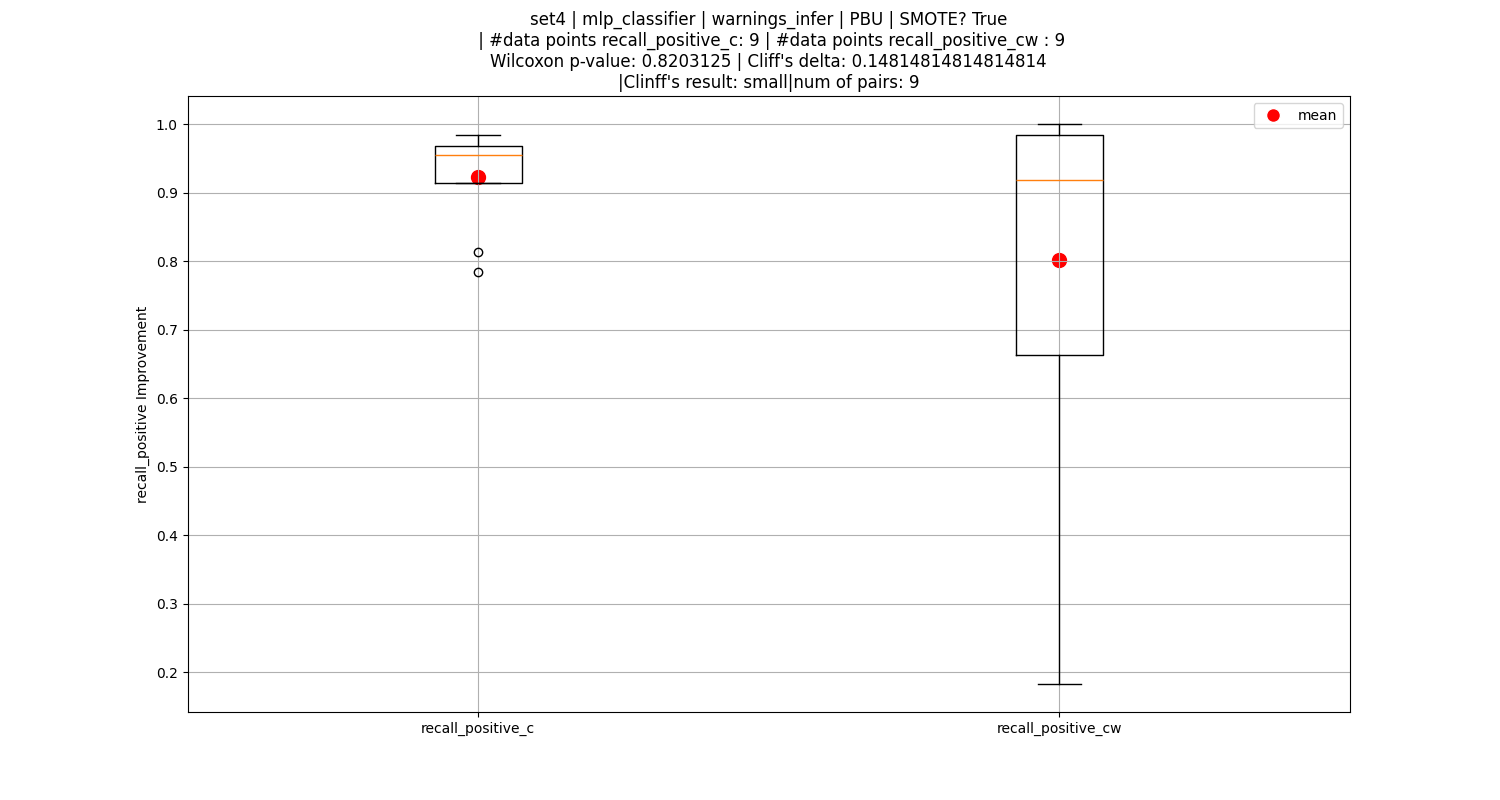 set4 | mlp_classifier | warnings_infer | PBU | SMOTE? True
| #data points recall_positive_c: 9 | #data points recall_positive_cw : 9
Wilcoxon p-value: 0.8203125 | Cliff's delta: 0.14814814814814814
|Clinff's result: small|num of pairs: 9
mean
1.0
0.9
0.8
0.7
0.6
0.5
0.4
0.3
0.2
recall_positive Improvement
recall_positive_c
recall_positive_cw